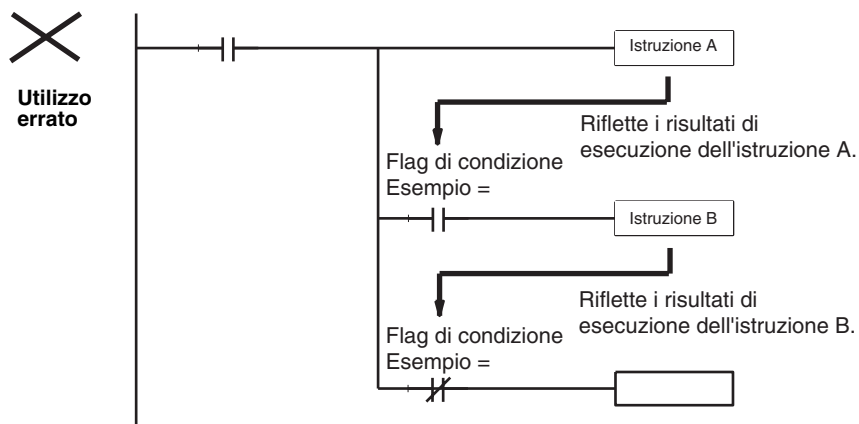 Utilizzo
errato
Istruzione A
Riflette i risultati di
esecuzione dell'istruzione A.
Flag di condizione
Esempio =
Istruzione B
Riflette i risultati di
esecuzione dell'istruzione B.
Flag di condizione
Esempio =